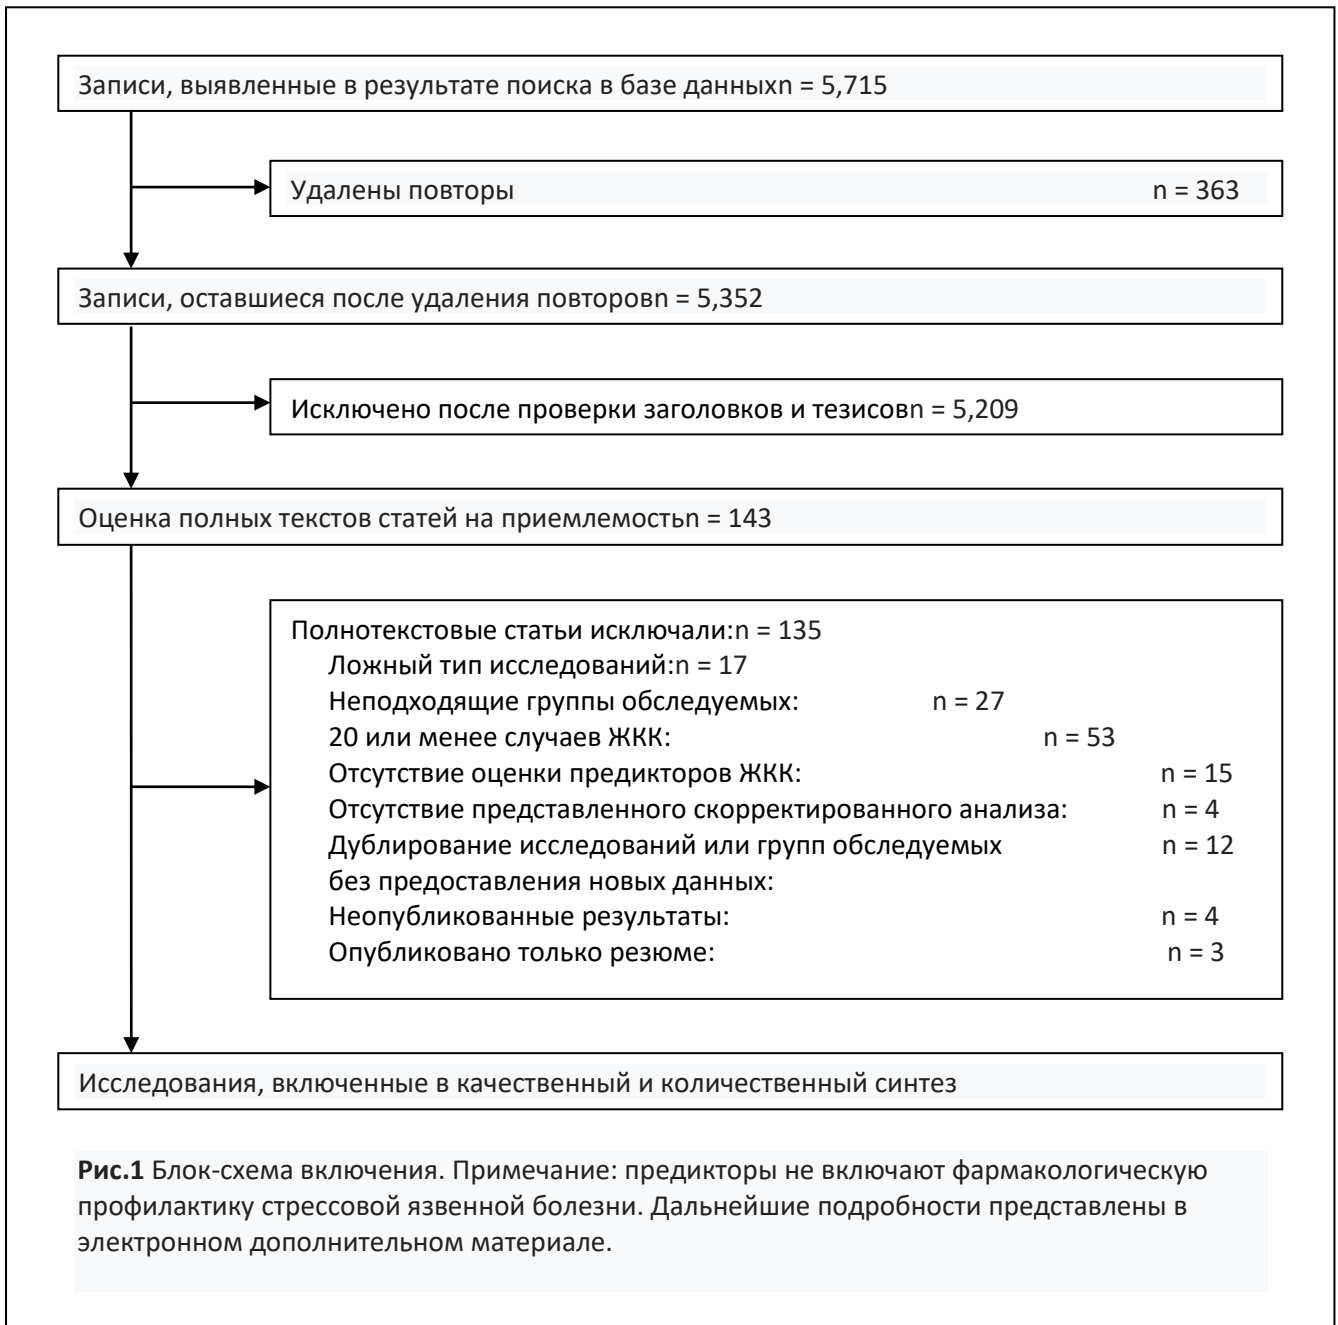 Записи, выявленные в результате поиска в базе данныхn = 5,715
Удалены повторы n = 363
Записи, оставшиеся после удаления повторовn = 5,352
Исключено после проверки заголовков и тезисовn = 5,209
Оценка полных текстов статей на приемлемостьn = 143
Полнотекстовые статьи исключали:n = 135
Ложный тип исследований:n = 17
Неподходящие группы обследуемых: n = 27
20 или менее случаев ЖКК: n = 53
Отсутствие оценки предикторов ЖКК: n = 15
Отсутствие представленного скорректированного анализа: n = 4
Дублирование исследований или групп обследуемых n = 12
без предоставления новых данных:
Неопубликованные результаты: n = 4
Опубликовано только резюме: n = 3
Исследования, включенные в качественный и количественный синтез
Рис.1 Блок-схема включения. Примечание: предикторы не включают фармакологическую
профилактику стрессовой язвенной болезни. Дальнейшие подробности представлены в
электронном дополнительном материале.